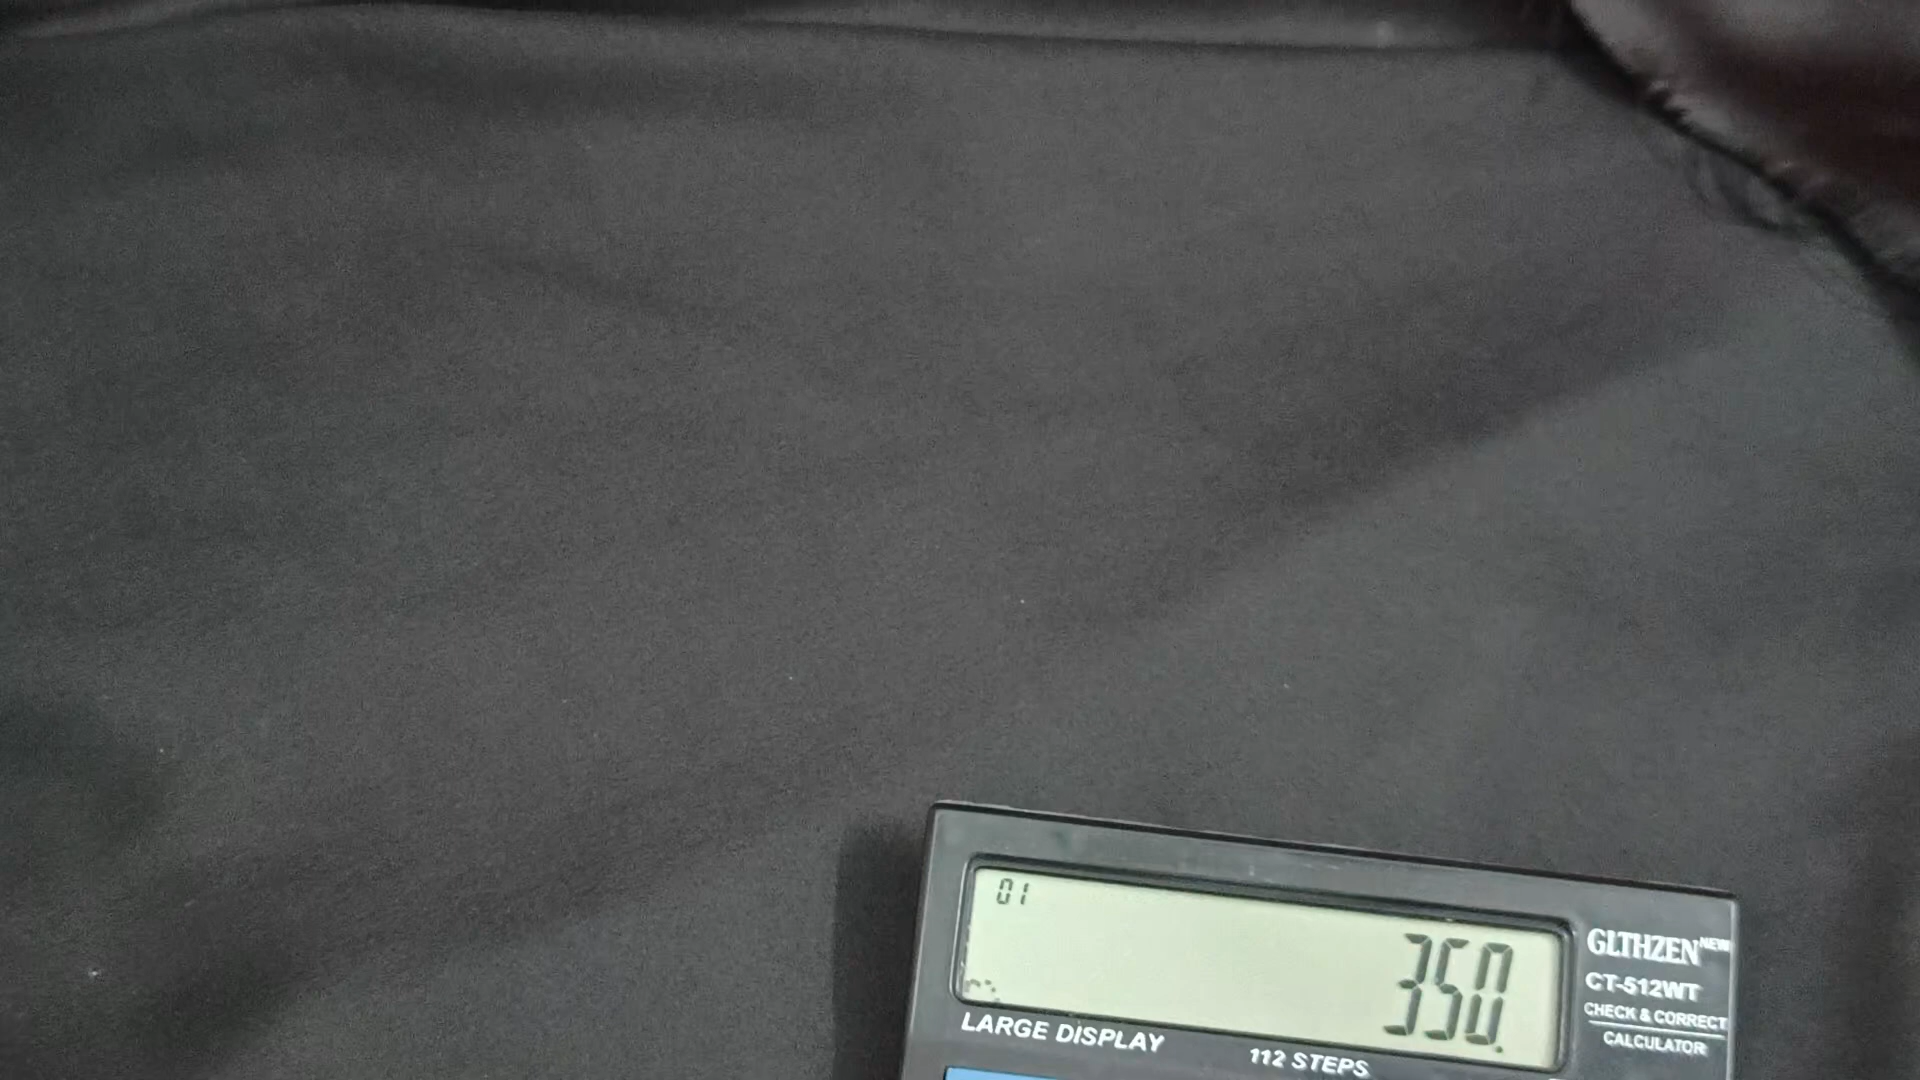 01
350.
GLTHZEN NEW
CT-512WT
CHECK & CORRECT
CALCULATOR
LARGE DISPLAY
112 STEPS